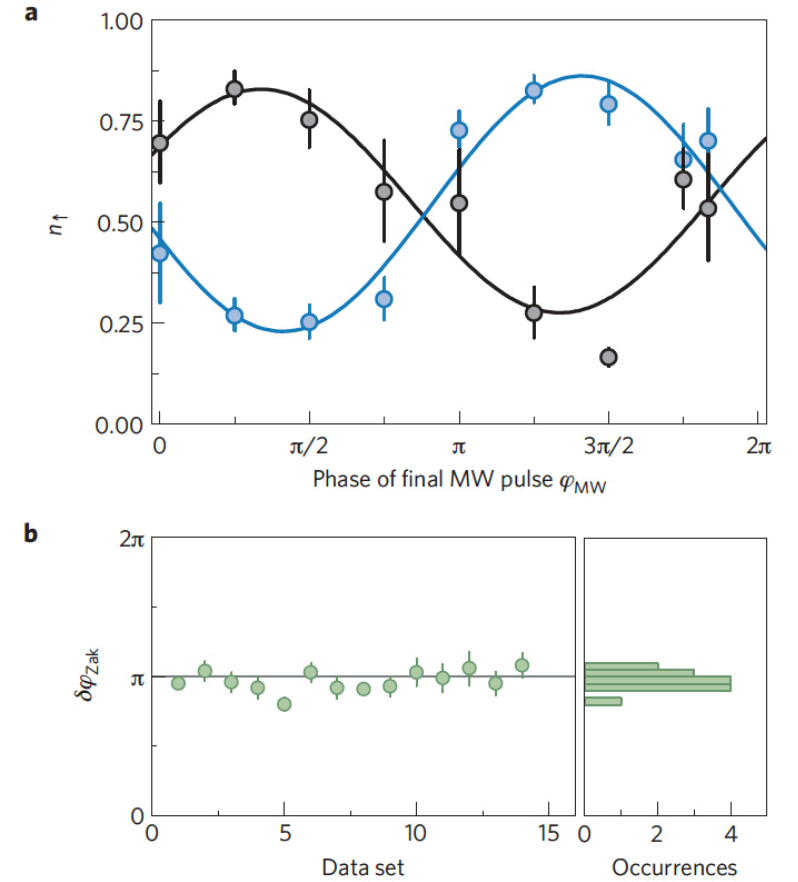 a
1.00
0.75
0.50
0.25
0.00
n↑
0 π/2 π 3π/2 2π
Phase of final MW pulse φMW
b
2π
π
0
δφZak
0 5 10 15
Data set
0 2 4
Occurrences